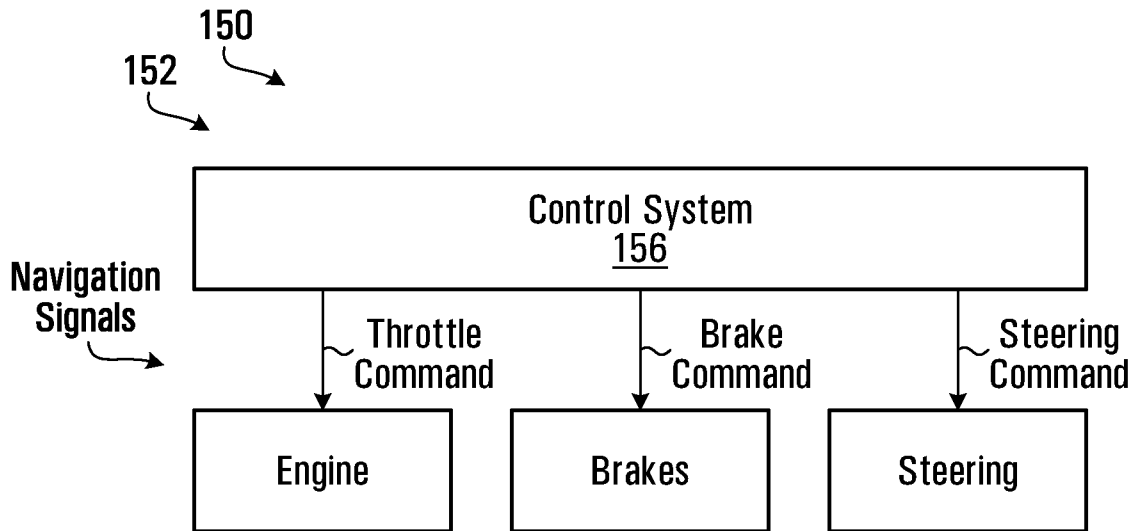 150
152
Control System
156
Navigation
Signals
Throttle
Command
Brake
Command
Steering
Command
Engine
Brakes
Steering